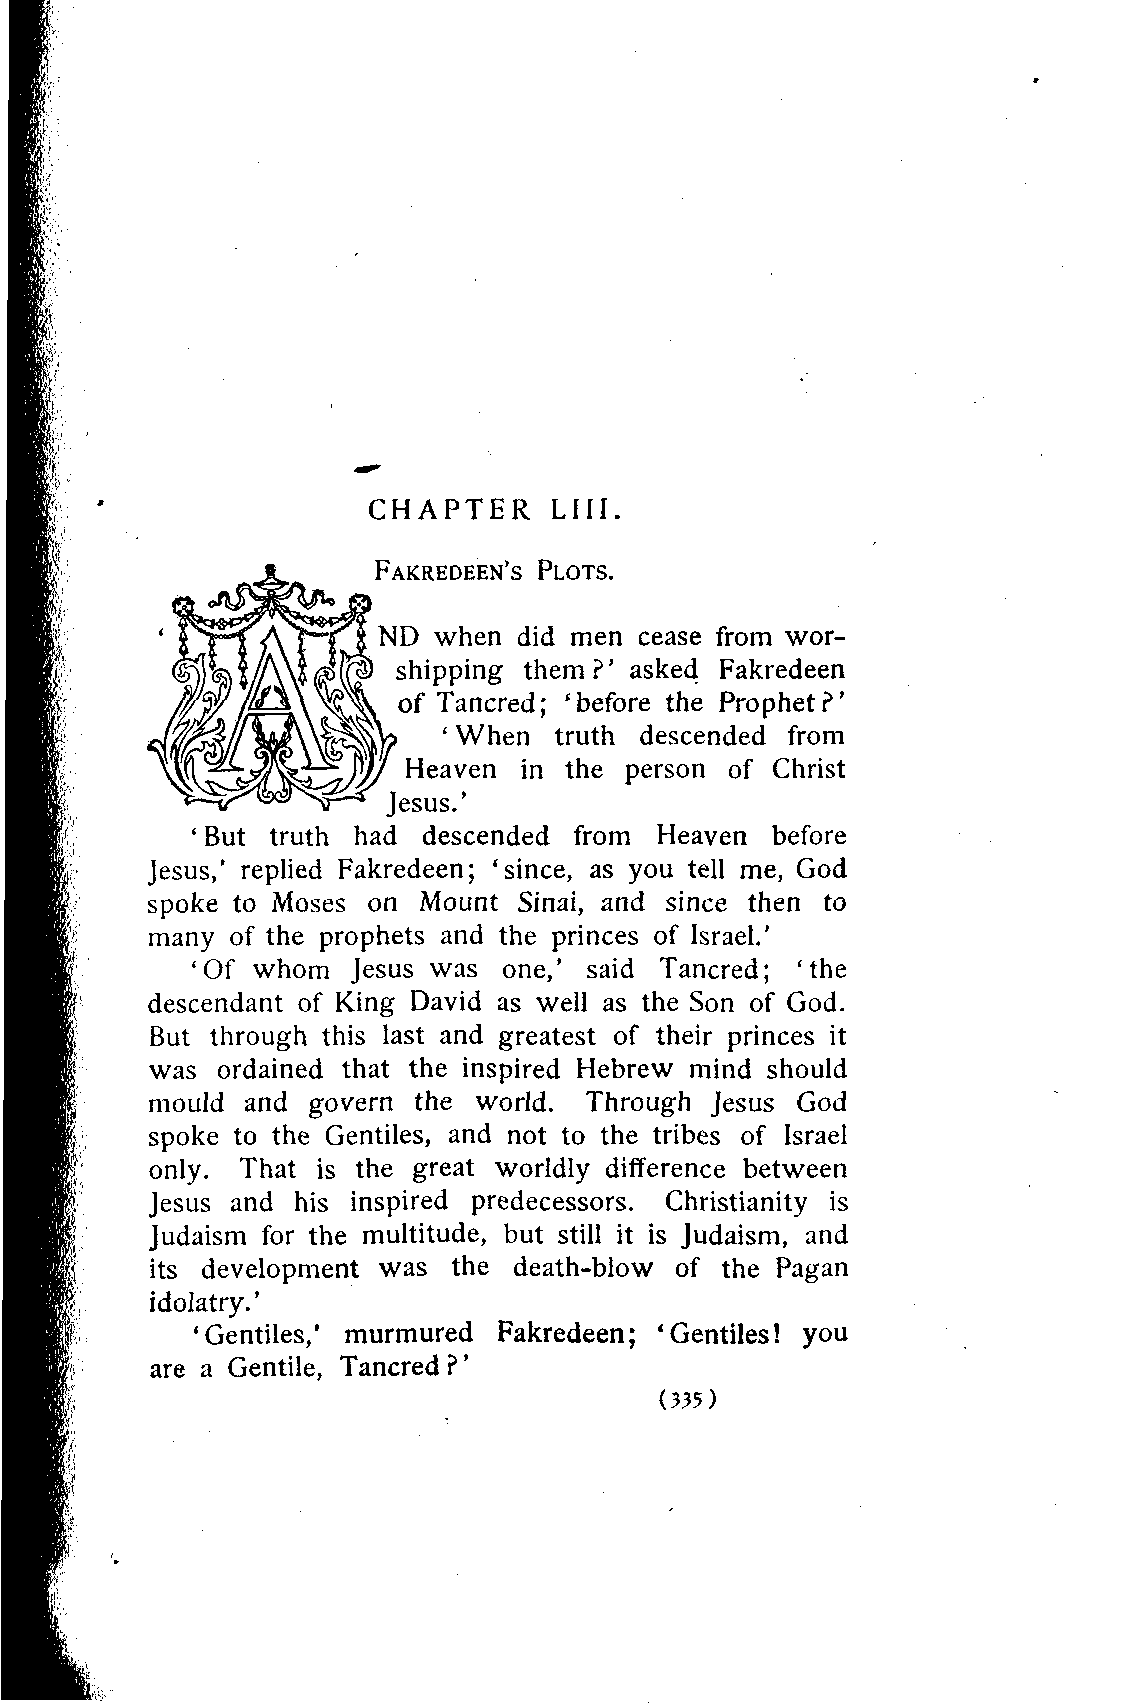 CHAPTER LIII.
FAKREDEEN'S PLOTS.
‘AND when did men cease from wor-
shipping them?’ asked Fakredeen
of Tancred; ‘before the Prophet?’
‘When truth descended from
Heaven in the person of Christ
Jesus.’
‘But truth had descended from Heaven before
Jesus,’ replied Fakredeen; ‘since, as you tell me, God
spoke to Moses on Mount Sinai, and since then to
many of the prophets and the princes of Israel.’
‘Of whom Jesus was one,’ said Tancred; ‘the
descendant of King David as well as the Son of God.
But through this last and greatest of their princes it
was ordained that the inspired Hebrew mind should
mould and govern the world. Through Jesus God
spoke to the Gentiles, and not to the tribes of Israel
only. That is the great worldly difference between
Jesus and his inspired predecessors. Christianity is
Judaism for the multitude, but still it is Judaism, and
its development was the death-blow of the Pagan
idolatry.’
‘Gentiles,’ murmured Fakredeen; ‘Gentiles! you
are a Gentile, Tancred?’
(335)